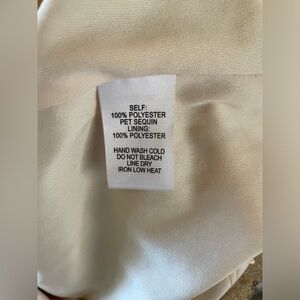 SELF:
100% POLYESTER
PET SEQUIN
LINING:
100% POLYESTER
HAND WASH COLD
DO NOT BLEACH
LINE DRY
IRON LOW HEAT